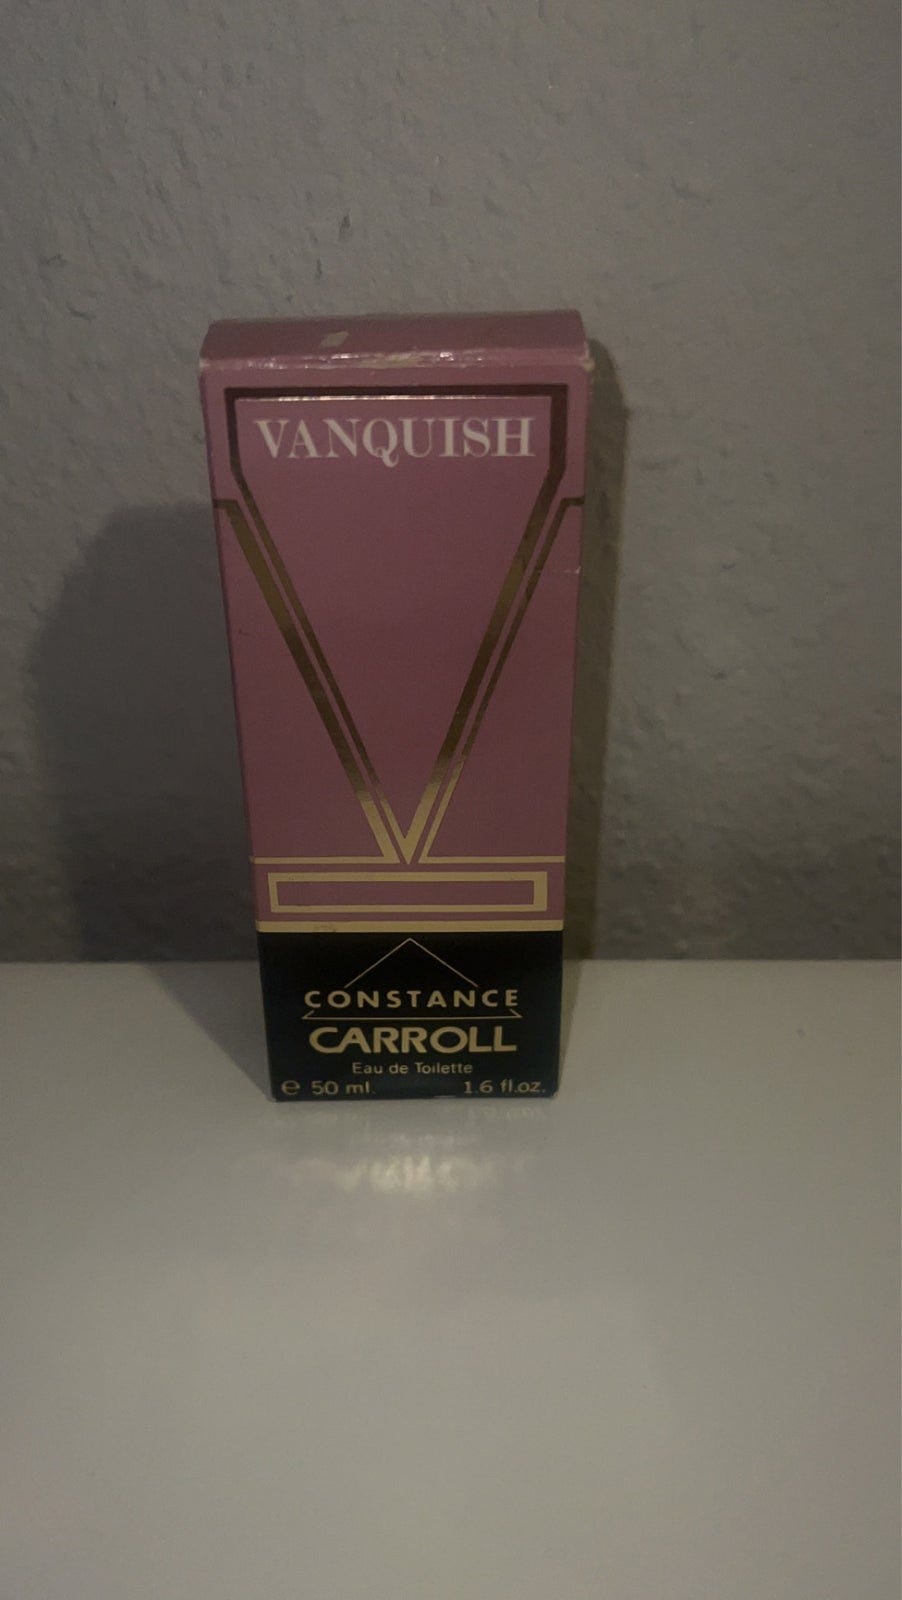 VANQUISH
CONSTANCE
CARROLL
Eau de Toilette
℮ 50 ml. 1.6 fl.oz.